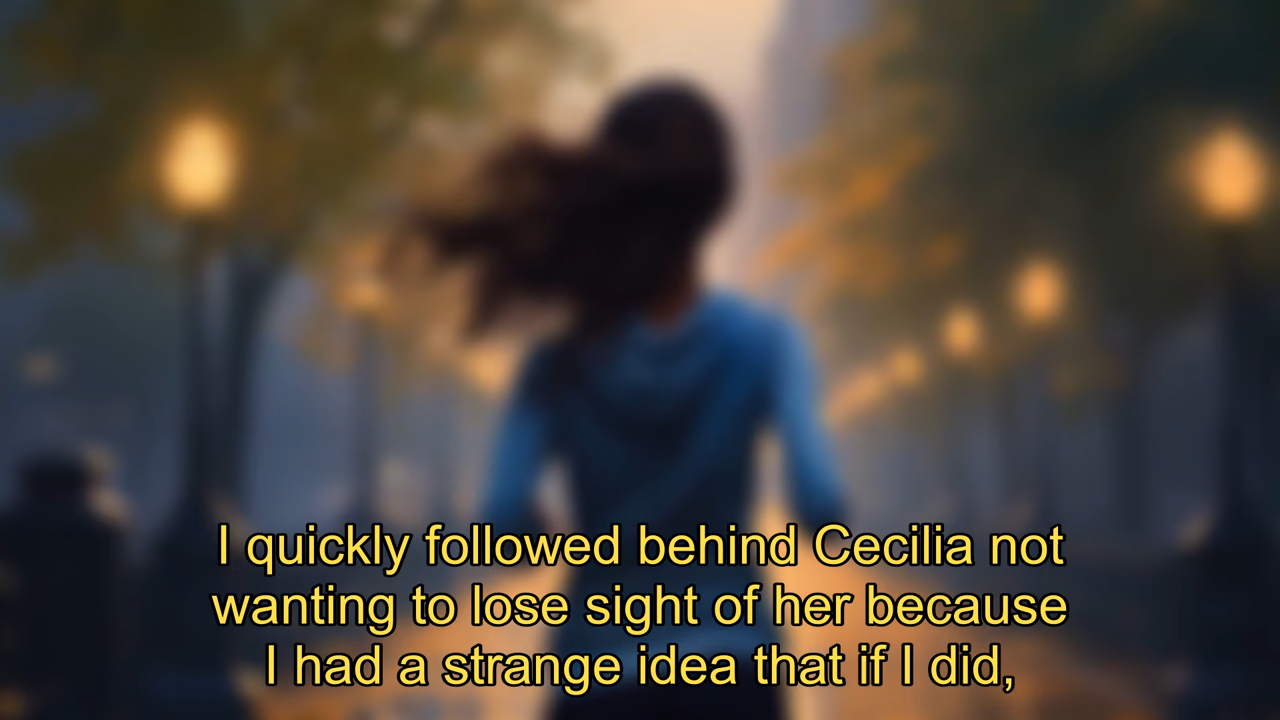 I quickly followed behind Cecilia not
wanting to lose sight of her because
I had a strange idea that if I did,